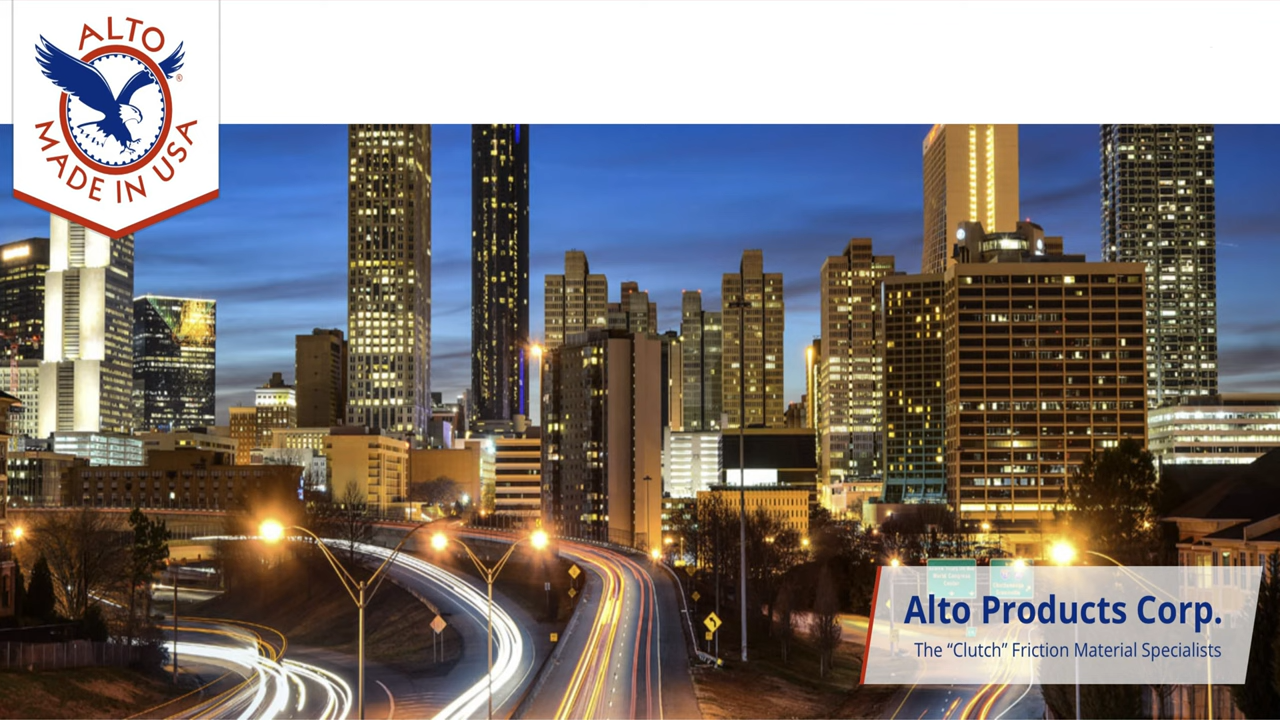 ALTO
®
MADE IN USA
Alto Products Corp.
The “Clutch” Friction Material Specialists